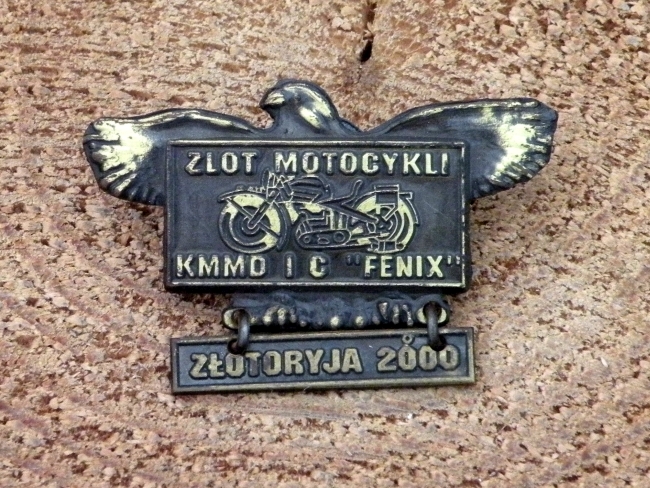 ZLOT MOTOCYKLI
KMMD I C "FENIX"
ZŁOTORYJA 2000